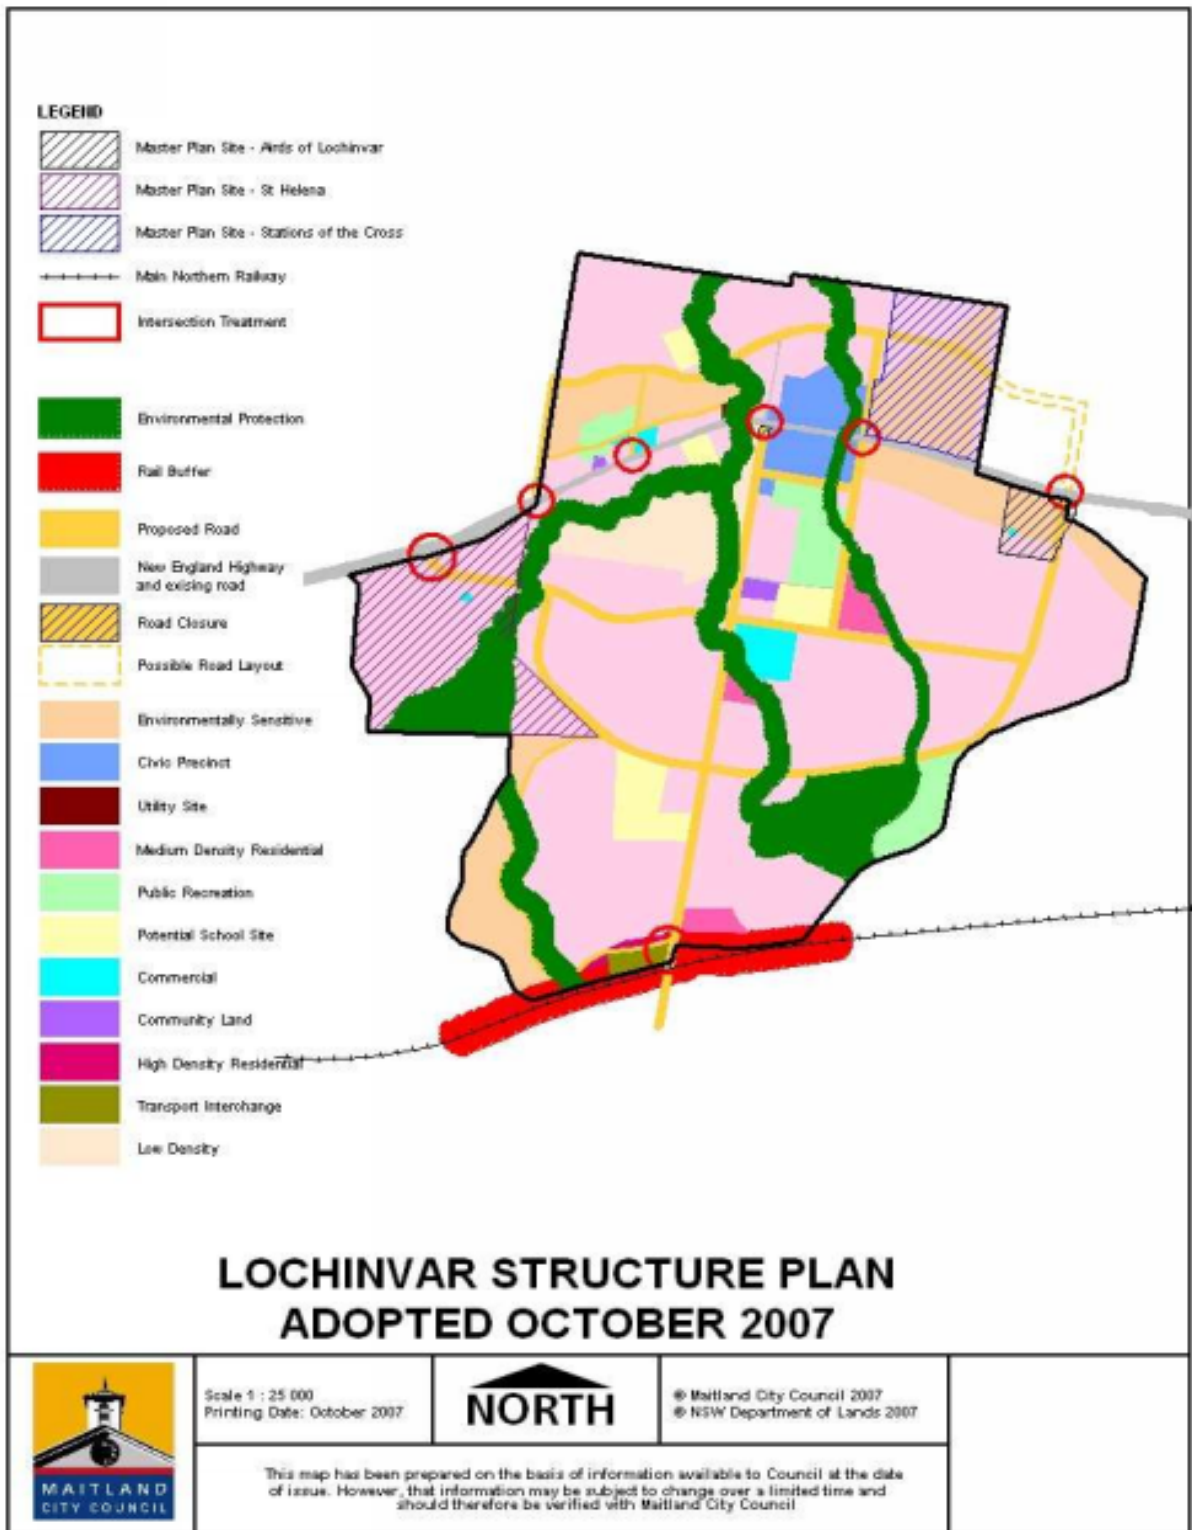 LEGEND
Master Plan Site - Airds of Lochinvar
Master Plan Site - St Helena
Master Plan Site - Stations of the Cross
Main Northern Railway
Intersection Treatment
Environmental Protection
Rail Buffer
Proposed Road
New England Highway
and exising road
Road Closure
Possible Road Layout
Environmentally Sensitive
Civic Precinct
Utility Site
Medium Density Residential
Public Recreation
Potential School Site
Commercial
Community Land
High Density Residential
Transport Interchange
Low Density
LOCHINVAR STRUCTURE PLAN
ADOPTED OCTOBER 2007
MAITLAND
CITY COUNCIL
Scale 1 : 25 000
Printing Date: October 2007
NORTH
© Maitland City Council 2007
© NSW Department of Lands 2007
This map has been prepared on the basis of information available to Council at the date
of issue. However, that information may be subject to change over a limited time and
should therefore be verified with Maitland City Council